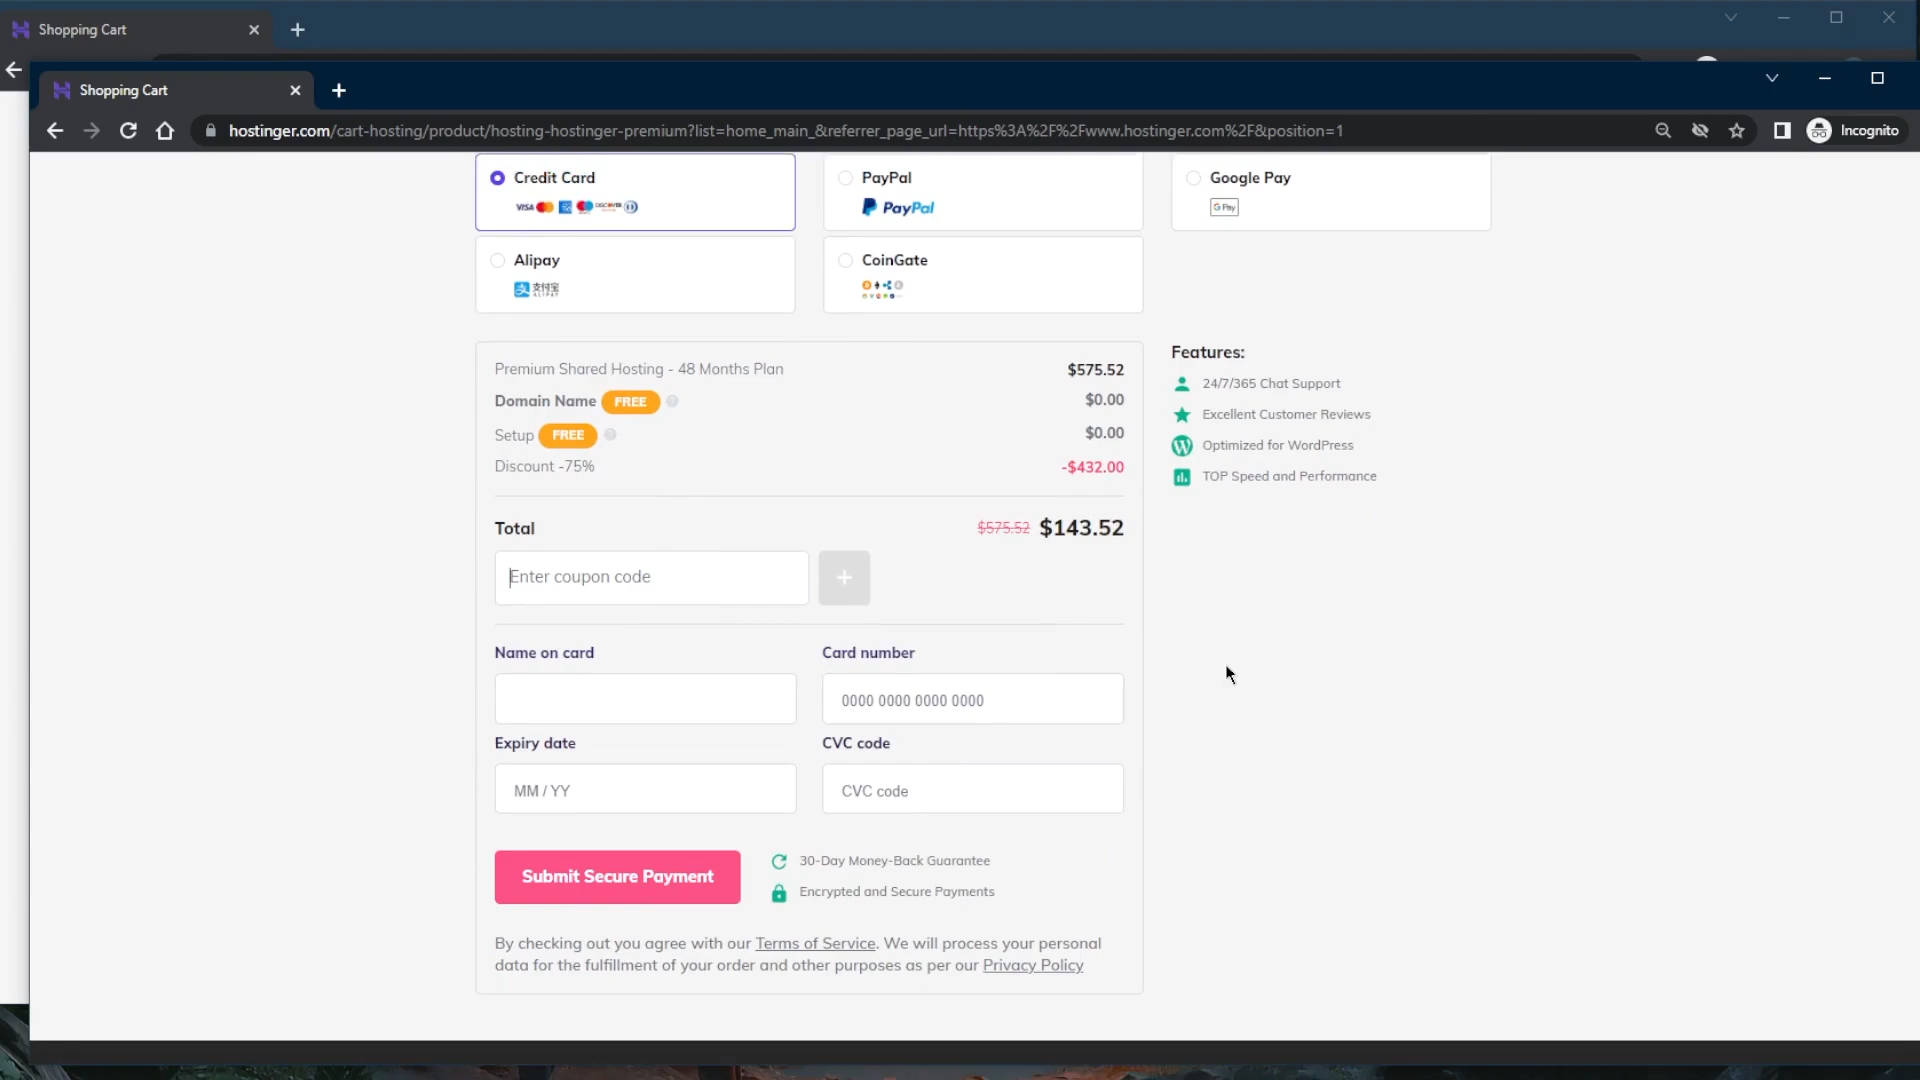 Shopping Cart
Shopping Cart
hostinger.com/cart-hosting/product/hosting-hostinger-premium?list=home_main_&referrer_page_url=https%3A%2F%2Fwww.hostinger.com%2F&position=1
Incognito
Credit Card
VISA
DISCOVER
PayPal
PayPal
Google Pay
G Pay
Alipay
支付宝
ALIPAY
CoinGate
Premium Shared Hosting - 48 Months Plan $575.52
Domain Name FREE $0.00
Setup FREE $0.00
Discount -75% -$432.00
Total $575.52 $143.52
Enter coupon code
+
Name on card
Card number
0000 0000 0000 0000
Expiry date
CVC code
MM / YY
CVC code
Submit Secure Payment
30-Day Money-Back Guarantee
Encrypted and Secure Payments
By checking out you agree with our Terms of Service. We will process your personal
data for the fulfillment of your order and other purposes as per our Privacy Policy
Features:
24/7/365 Chat Support
Excellent Customer Reviews
Optimized for WordPress
TOP Speed and Performance